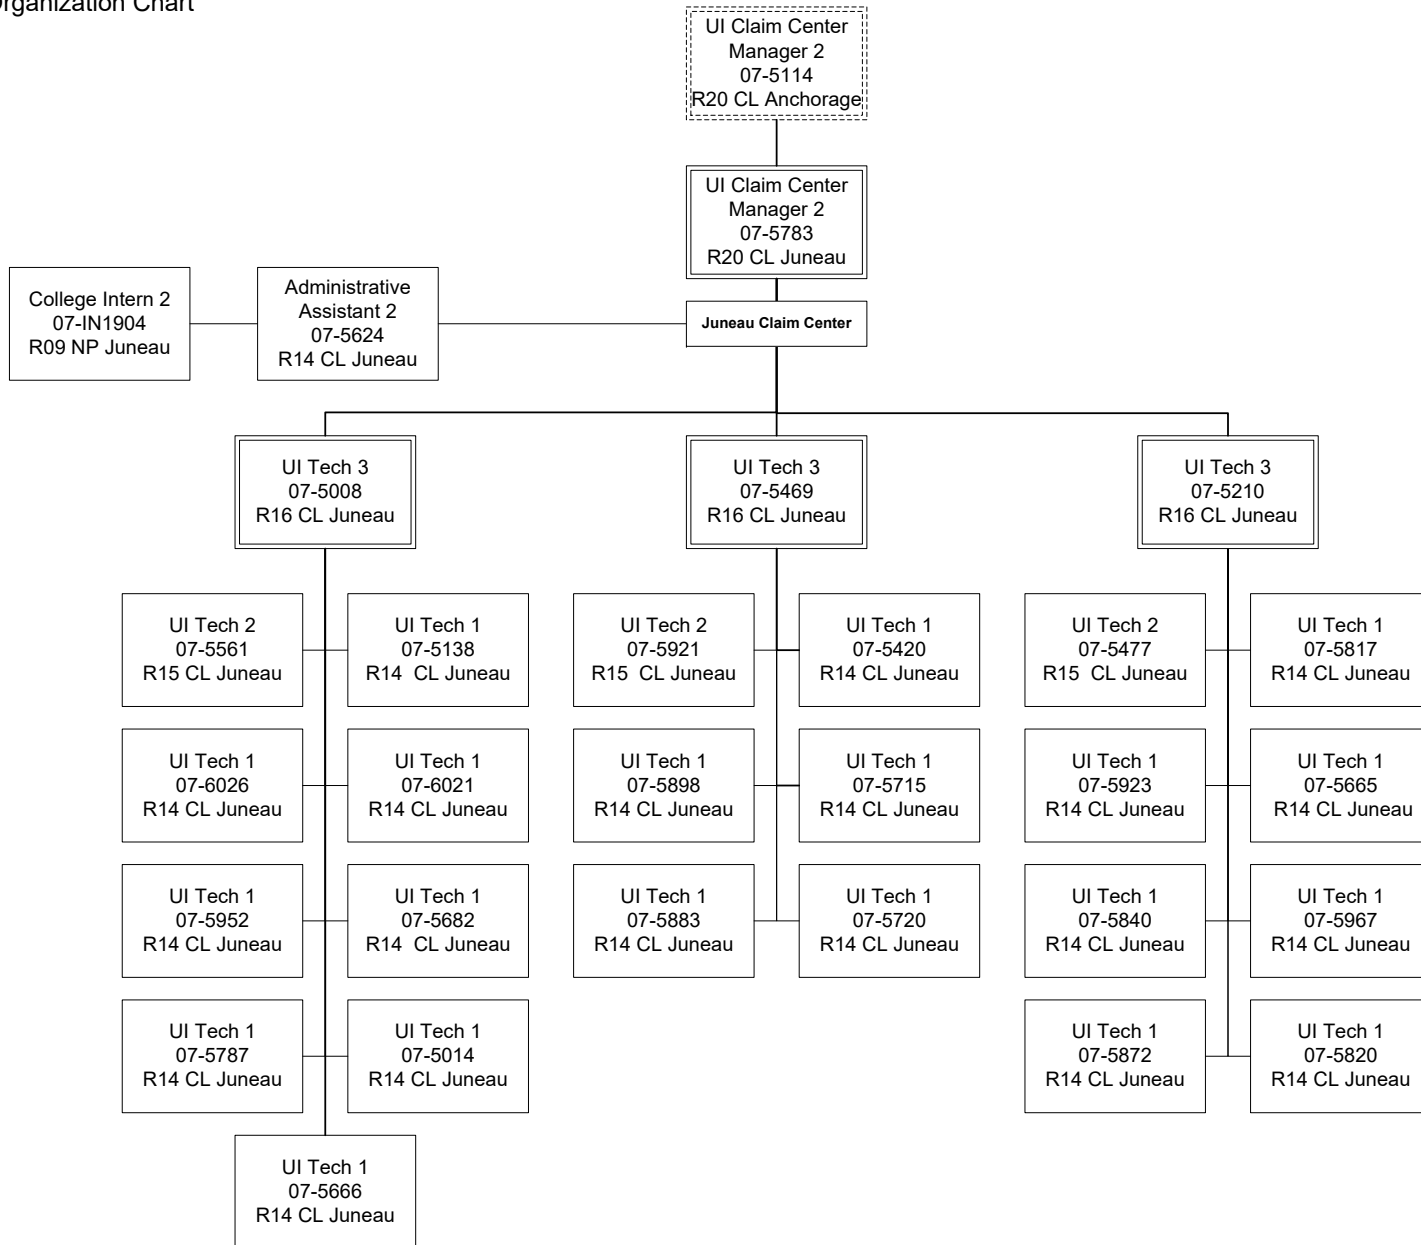 Organization Chart
UI Claim Center
Manager 2
07-5114
R20 CL Anchorage
UI Claim Center
Manager 2
07-5783
R20 CL Juneau
College Intern 2
07-IN1904
R09 NP Juneau
Administrative
Assistant 2
07-5624
R14 CL Juneau
Juneau Claim Center
UI Tech 3
07-5008
R16 CL Juneau
UI Tech 3
07-5469
R16 CL Juneau
UI Tech 3
07-5210
R16 CL Juneau
UI Tech 2
07-5561
R15 CL Juneau
UI Tech 1
07-5138
R14  CL Juneau
UI Tech 2
07-5921
R15  CL Juneau
UI Tech 1
07-5420
R14 CL Juneau
UI Tech 2
07-5477
R15  CL Juneau
UI Tech 1
07-5817
R14 CL Juneau
UI Tech 1
07-6026
R14 CL Juneau
UI Tech 1
07-6021
R14 CL Juneau
UI Tech 1
07-5898
R14 CL Juneau
UI Tech 1
07-5715
R14 CL Juneau
UI Tech 1
07-5923
R14 CL Juneau
UI Tech 1
07-5665
R14 CL Juneau
UI Tech 1
07-5952
R14 CL Juneau
UI Tech 1
07-5682
R14  CL Juneau
UI Tech 1
07-5883
R14 CL Juneau
UI Tech 1
07-5720
R14 CL Juneau
UI Tech 1
07-5840
R14 CL Juneau
UI Tech 1
07-5967
R14 CL Juneau
UI Tech 1
07-5787
R14 CL Juneau
UI Tech 1
07-5014
R14 CL Juneau
UI Tech 1
07-5872
R14 CL Juneau
UI Tech 1
07-5820
R14 CL Juneau
UI Tech 1
07-5666
R14 CL Juneau